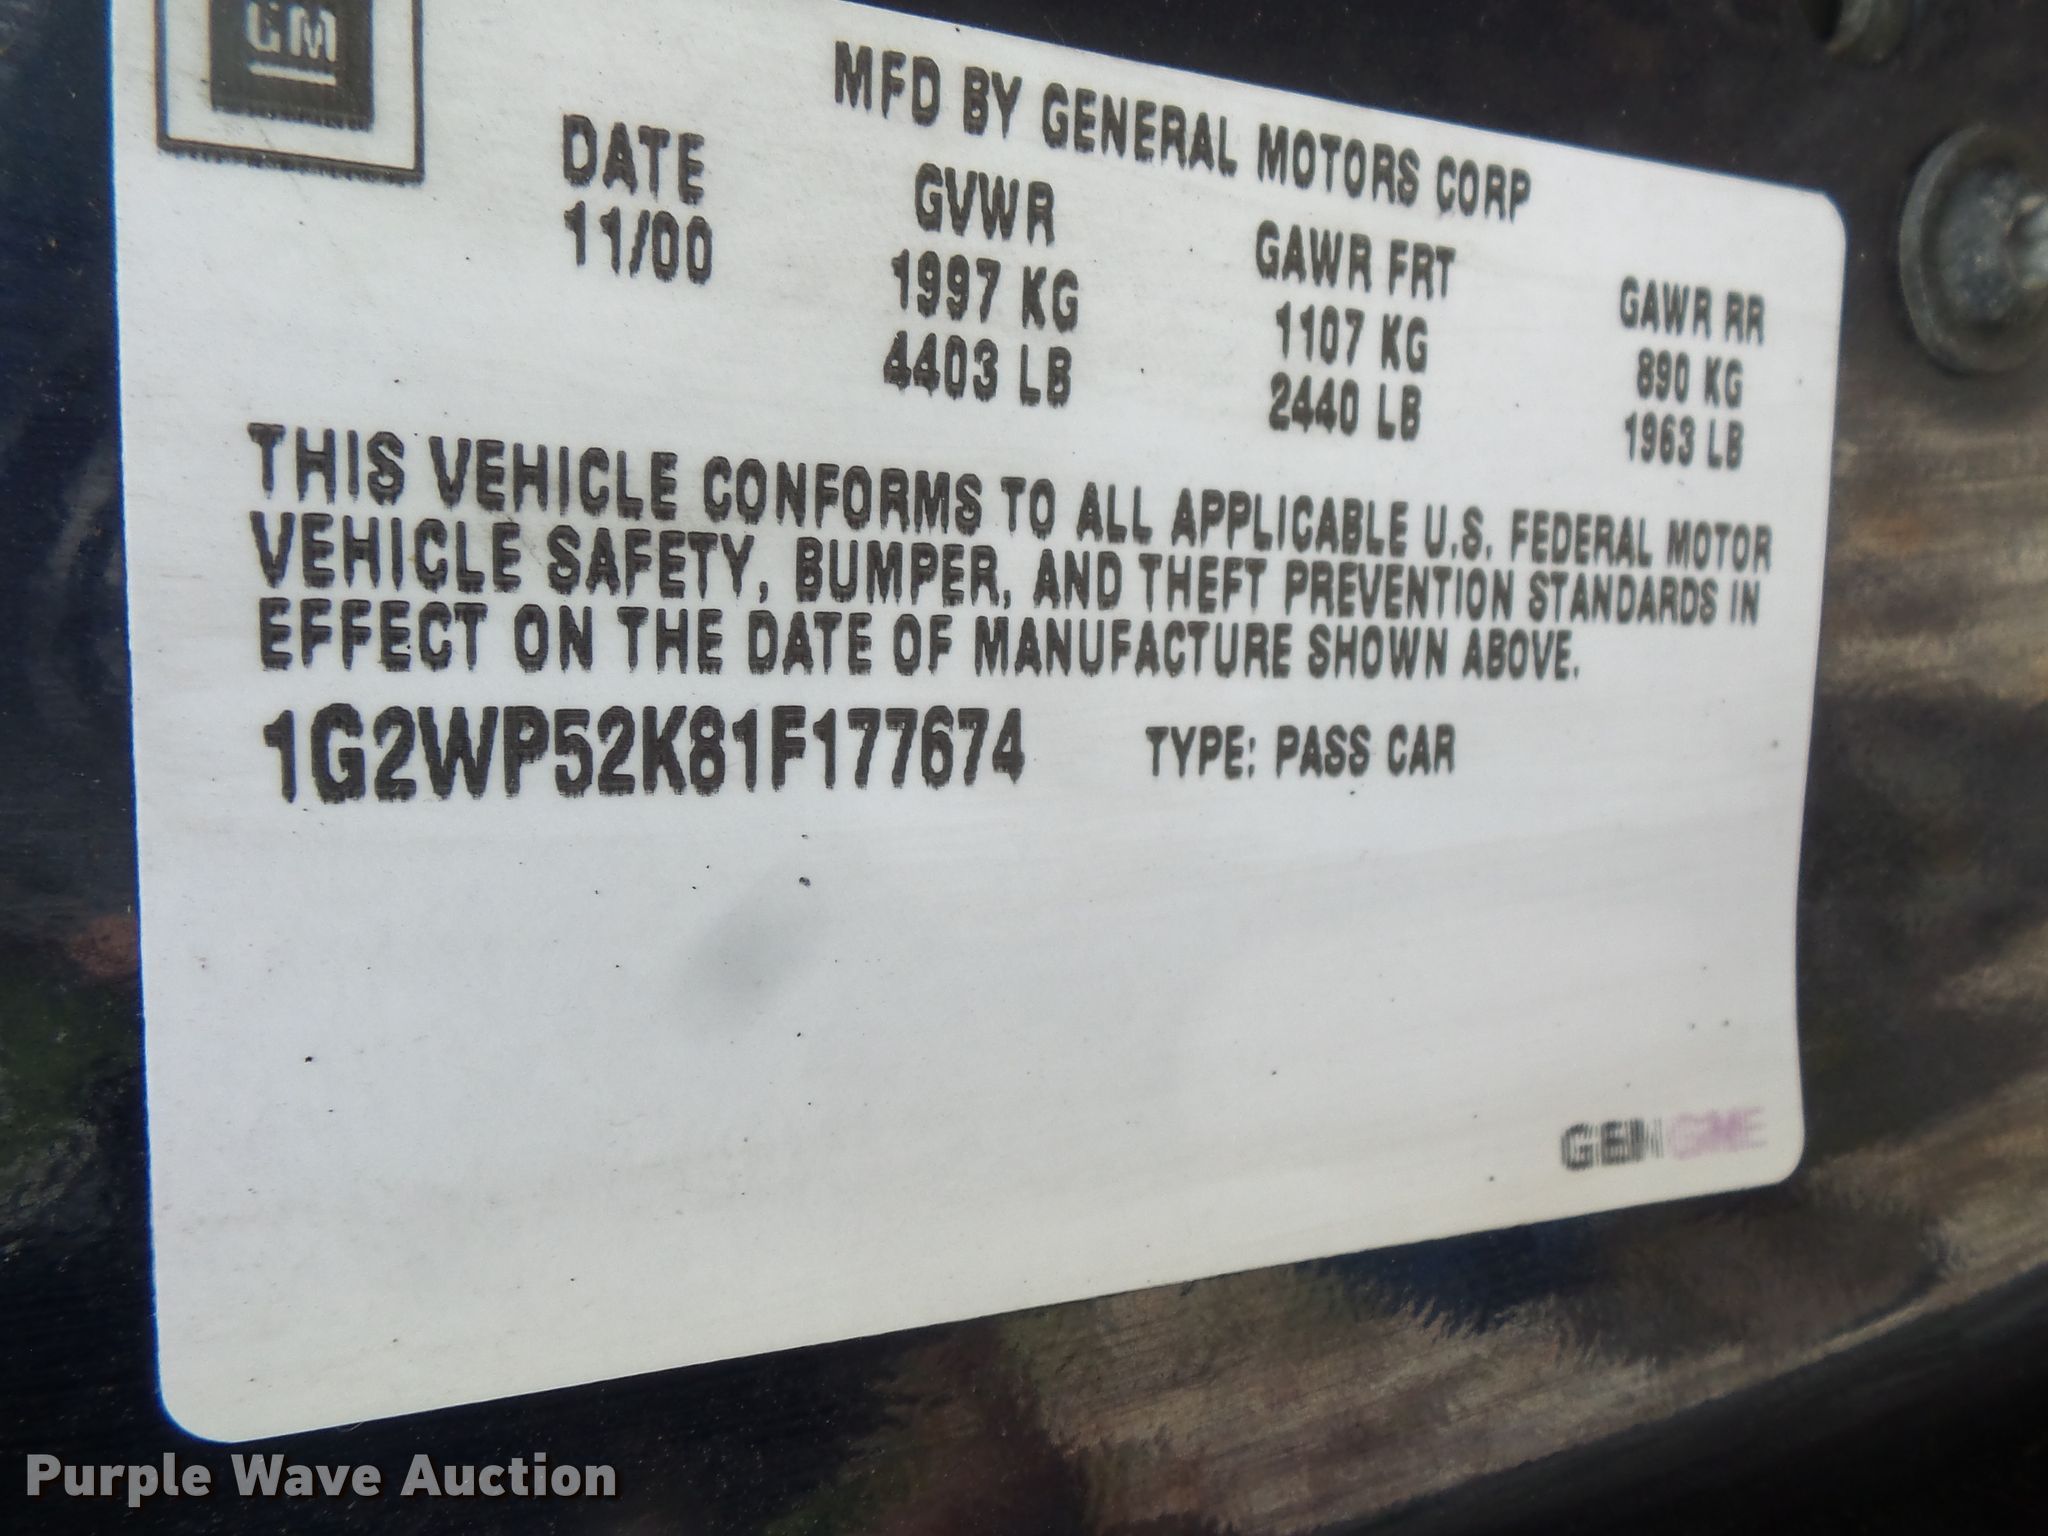 GM
MFD BY GENERAL MOTORS CORP
DATE GVWR GAWR FRT GAWR RR
11/00 1997 KG 1107 KG 890 KG
4403 LB 2440 LB 1963 LB
THIS VEHICLE CONFORMS TO ALL APPLICABLE U.S. FEDERAL MOTOR
VEHICLE SAFETY, BUMPER, AND THEFT PREVENTION STANDARDS IN
EFFECT ON THE DATE OF MANUFACTURE SHOWN ABOVE.
1G2WP52K81F177674 TYPE: PASS CAR
Purple Wave Auction